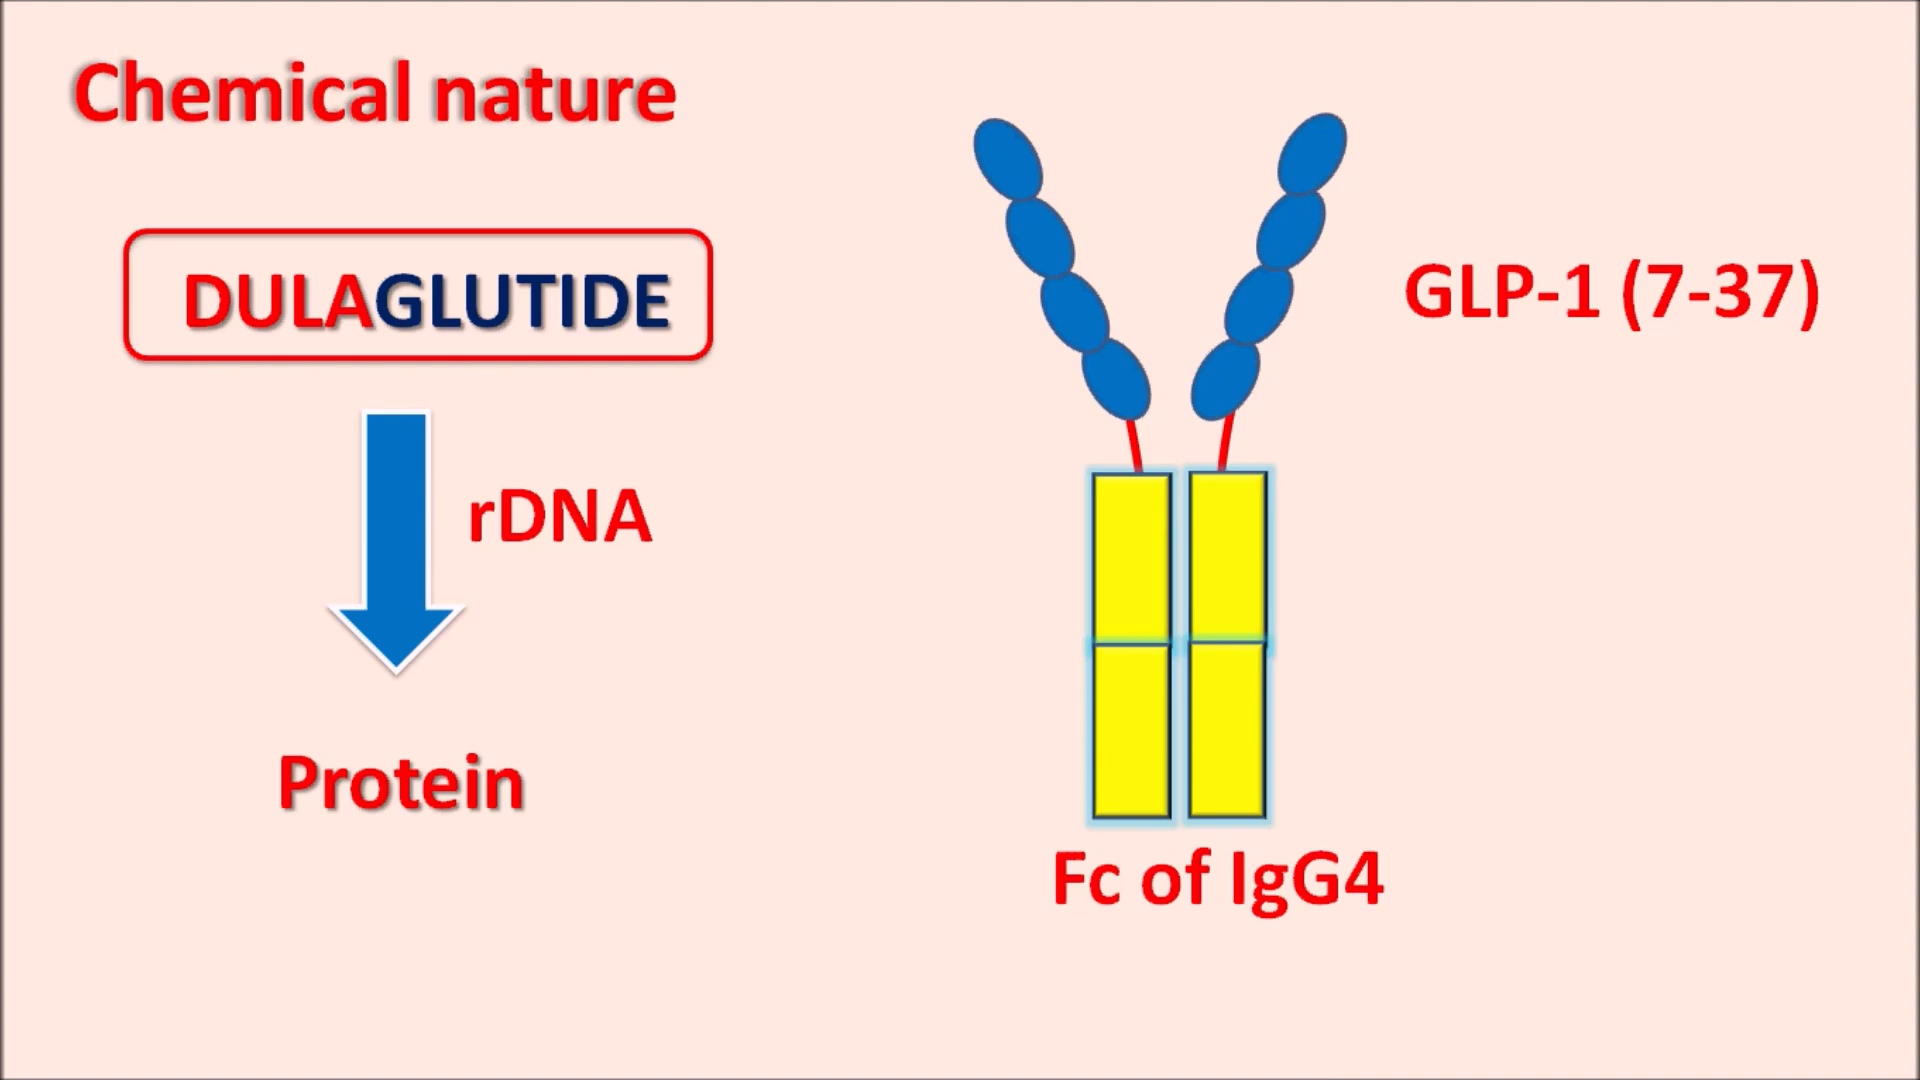 Chemical nature
DULAGLUTIDE
rDNA
Protein
GLP-1 (7-37)
Fc of IgG4